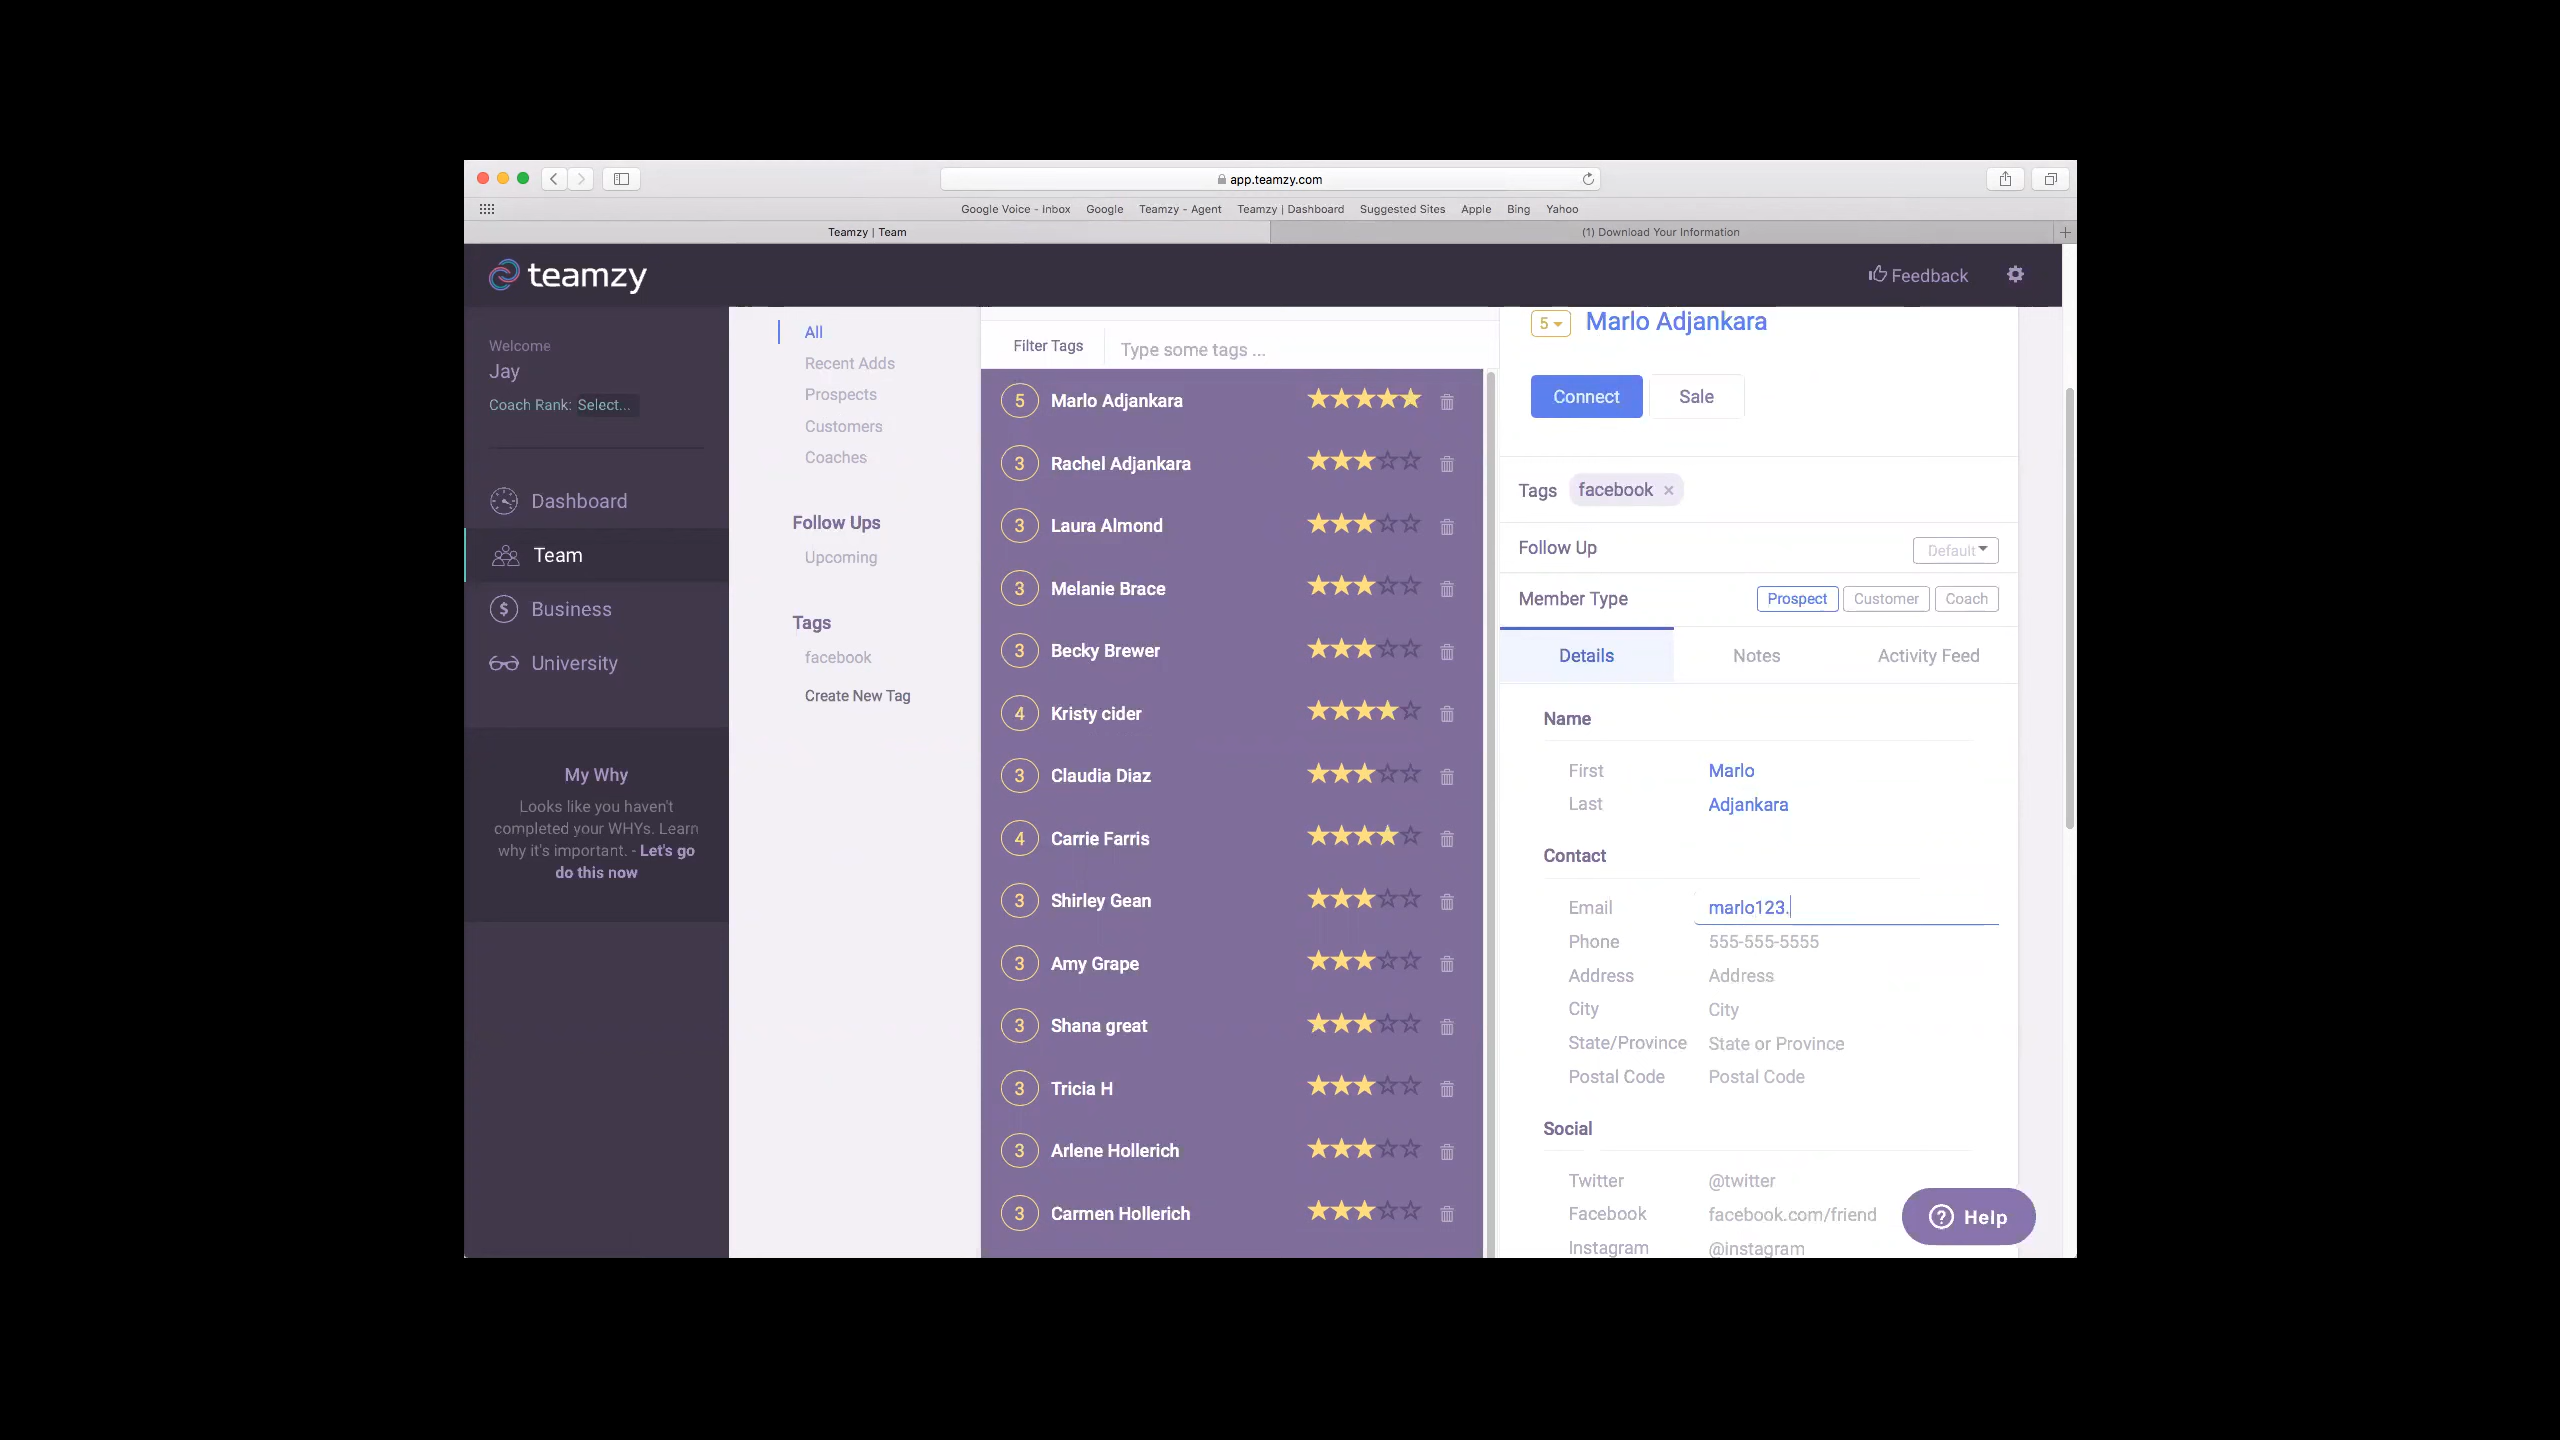 app.teamzy.com
Google Voice - Inbox Google Teamzy - Agent Teamzy | Dashboard Suggested Sites Apple Bing Yahoo
Teamzy | Team
(1) Download Your Information
teamzy
Feedback
Welcome
Jay
Coach Rank: Select...
Dashboard
Team
Business
University
My Why
Looks like you haven't
completed your WHYs. Learn
why it's important. - Let's go
do this now
All
Recent Adds
Prospects
Customers
Coaches
Follow Ups
Upcoming
Tags
facebook
Create New Tag
Filter Tags Type some tags ...
5 Marlo Adjankara
3 Rachel Adjankara
3 Laura Almond
3 Melanie Brace
3 Becky Brewer
4 Kristy cider
3 Claudia Diaz
4 Carrie Farris
3 Shirley Gean
3 Amy Grape
3 Shana great
3 Tricia H
3 Arlene Hollerich
3 Carmen Hollerich
5 Marlo Adjankara
Connect Sale
Tags facebook ×
Follow Up Default
Member Type Prospect Customer Coach
Details Notes Activity Feed
Name
First Marlo
Last Adjankara
Contact
Email marlo123.
Phone 555-555-5555
Address Address
City City
State/Province State or Province
Postal Code Postal Code
Social
Twitter @twitter
Facebook facebook.com/friend
Instagram @instagram
Help